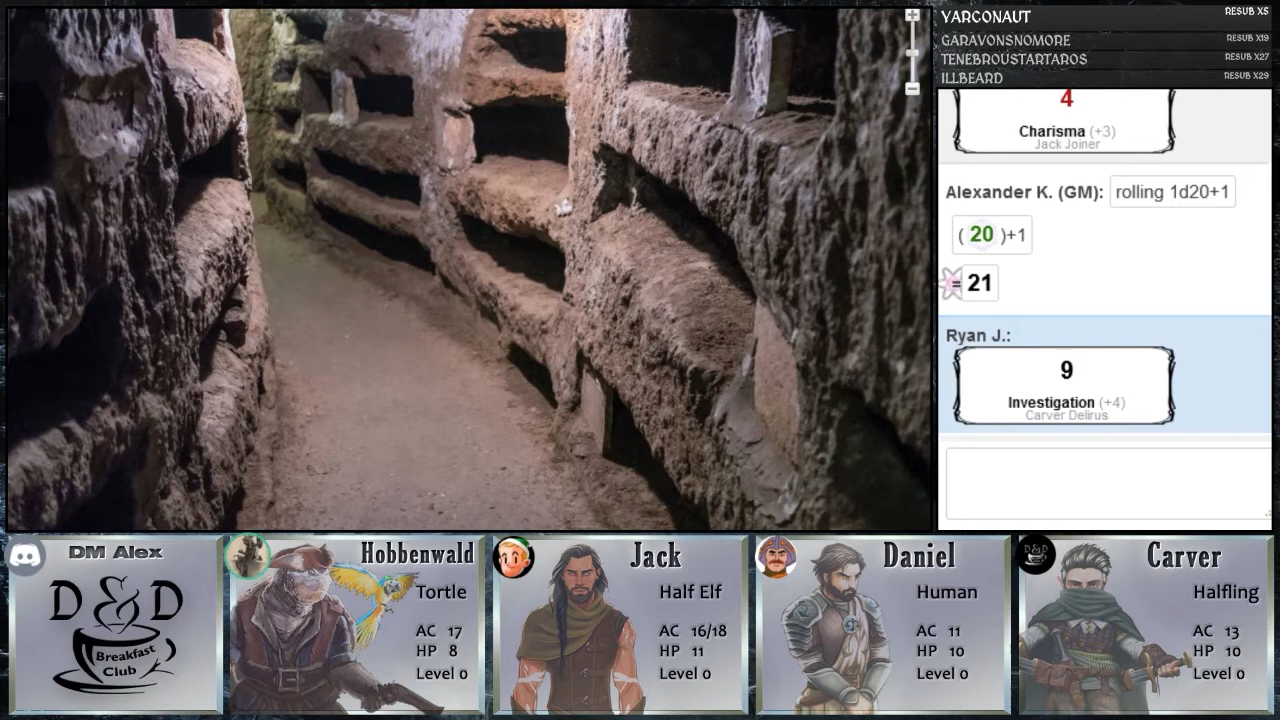 YARCONAUT RESUB X5
GARAVONSNOMORE RESUB X19
TENEBROUSTARTAROS RESUB X27
ILLBEARD RESUB X29
4
Charisma (+3)
Jack Joiner
Alexander K. (GM): rolling 1d20+1
( 20 )+1
= 21
Ryan J.:
9
Investigation (+4)
Carver Delirus
DM Alex
D & D
Breakfast
Club
Hobbenwald
Tortle
AC 17
HP 8
Level 0
Jack
Half Elf
AC 16/18
HP 11
Level 0
Daniel
Human
AC 11
HP 10
Level 0
D&D
Carver
Halfling
AC 13
HP 10
Level 0